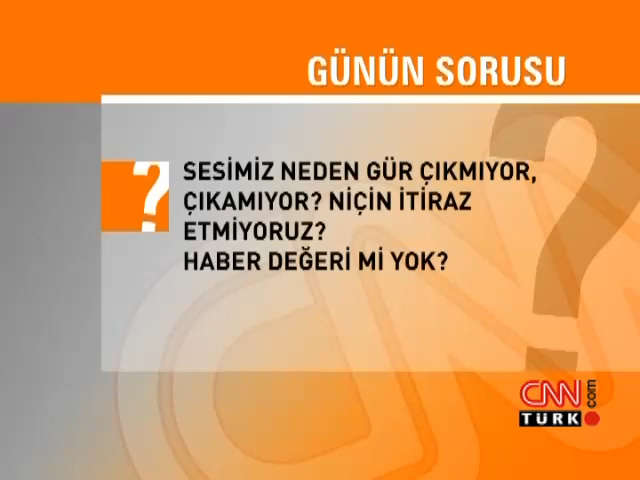 GÜNÜN SORUSU
SESİMİZ NEDEN GÜR ÇIKMIYOR,
ÇIKAMIYOR? NİÇİN İTİRAZ
ETMİYORUZ?
HABER DEĞERİ Mİ YOK?
CNN
TURK.com